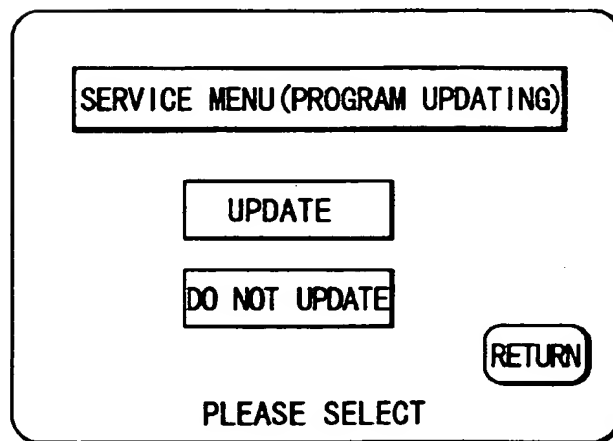 SERVICE MENU(PROGRAM UPDATING)
UPDATE
DO NOT UPDATE
RETURN
PLEASE SELECT